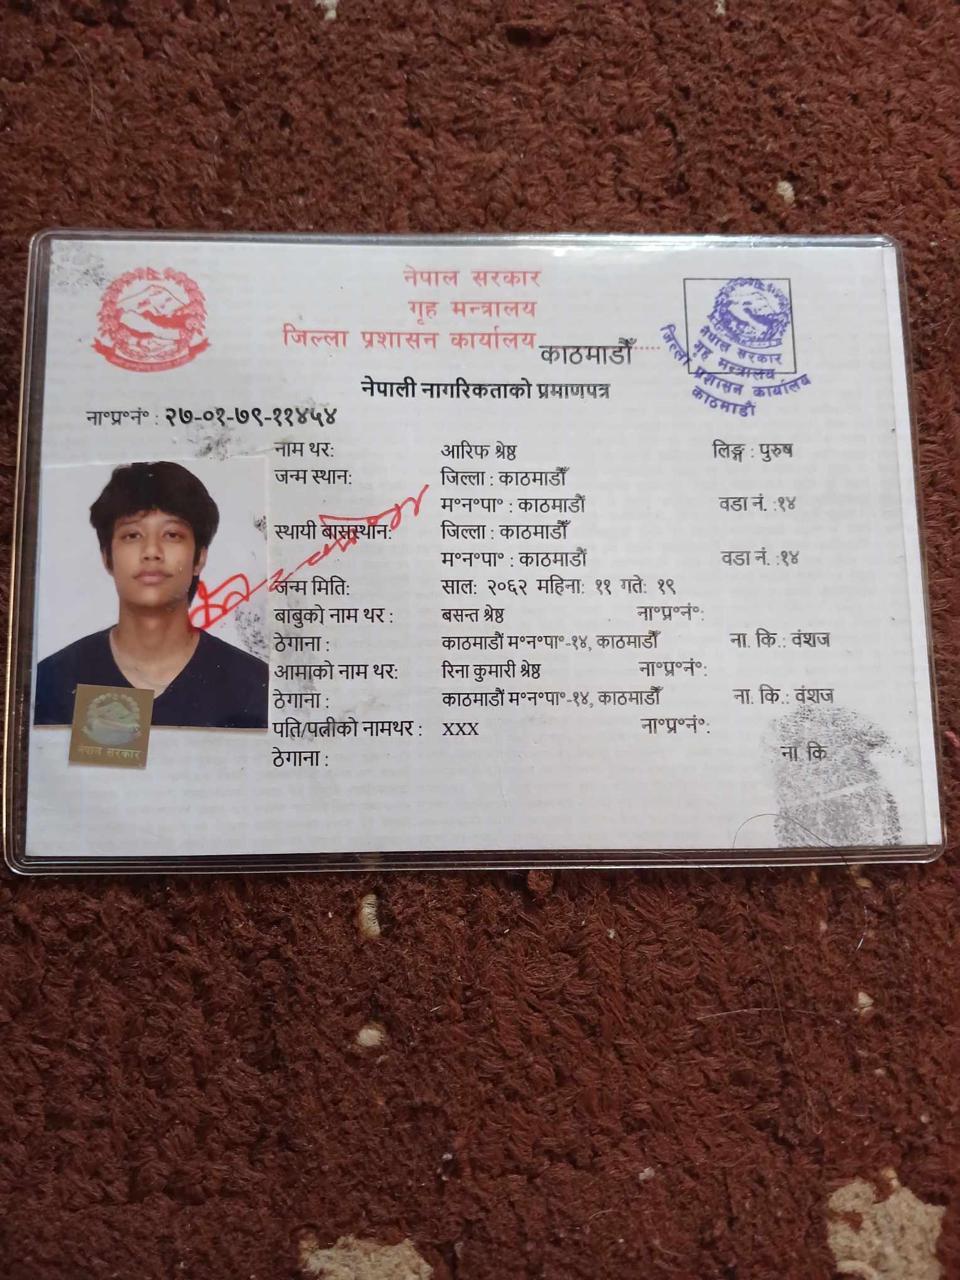 नेपाल सरकार
गृह मन्त्रालय
जिल्ला प्रशासन कार्यालय काठमाडौँ
नेपाल सरकार
गृह मन्त्रालय
जिल्ला प्रशासन कार्यालय
काठमाडौं
नेपाली नागरिकताको प्रमाणपत्र
ना°प्र°नं° : २७-०१-७९-११४५४
नाम थर: आरिफ श्रेष्ठ लिङ्ग : पुरुष
जन्म स्थान: जिल्ला : काठमाडौँ
म°न°पा° : काठमाडौं वडा नं. :१४
स्थायी बासस्थान: जिल्ला : काठमाडौँ
म°न°पा° : काठमाडौं वडा नं. :१४
जन्म मिति: साल: २०६२ महिना: ११ गते: १९
बाबुको नाम थर : बसन्त श्रेष्ठ ना°प्र°नं°:
ठेगाना : काठमाडौं म°न°पा°-१४, काठमाडौँ ना. कि.: वंशज
आमाको नाम थर: रिना कुमारी श्रेष्ठ ना°प्र°नं°:
ठेगाना : काठमाडौं म°न°पा°-१४, काठमाडौँ ना. कि.: वंशज
पति/पत्नीको नामथर : XXX ना°प्र°नं°:
ठेगाना : ना. कि
नेपाल सरकार